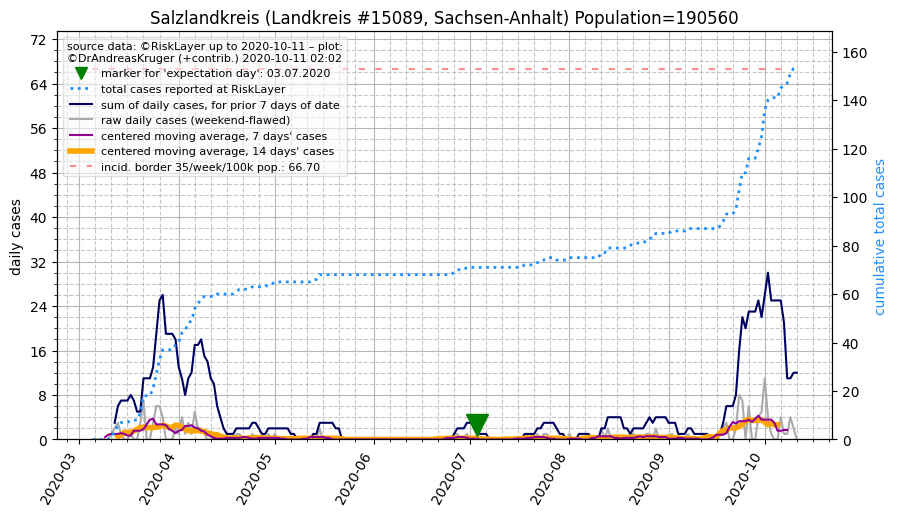 Salzlandkreis (Landkreis #15089, Sachsen-Anhalt) Population=190560
source data: ©RiskLayer up to 2020-10-11 – plot:
©DrAndreasKruger (+contrib.) 2020-10-11 02:02
marker for 'expectation day': 03.07.2020
total cases reported at RiskLayer
sum of daily cases, for prior 7 days of date
raw daily cases (weekend-flawed)
centered moving average, 7 days' cases
centered moving average, 14 days' cases
incid. border 35/week/100k pop.: 66.70
daily cases
72
64
56
48
40
32
24
16
8
0
cumulative total cases
160
140
120
100
80
60
40
20
0
2020-03
2020-04
2020-05
2020-06
2020-07
2020-08
2020-09
2020-10